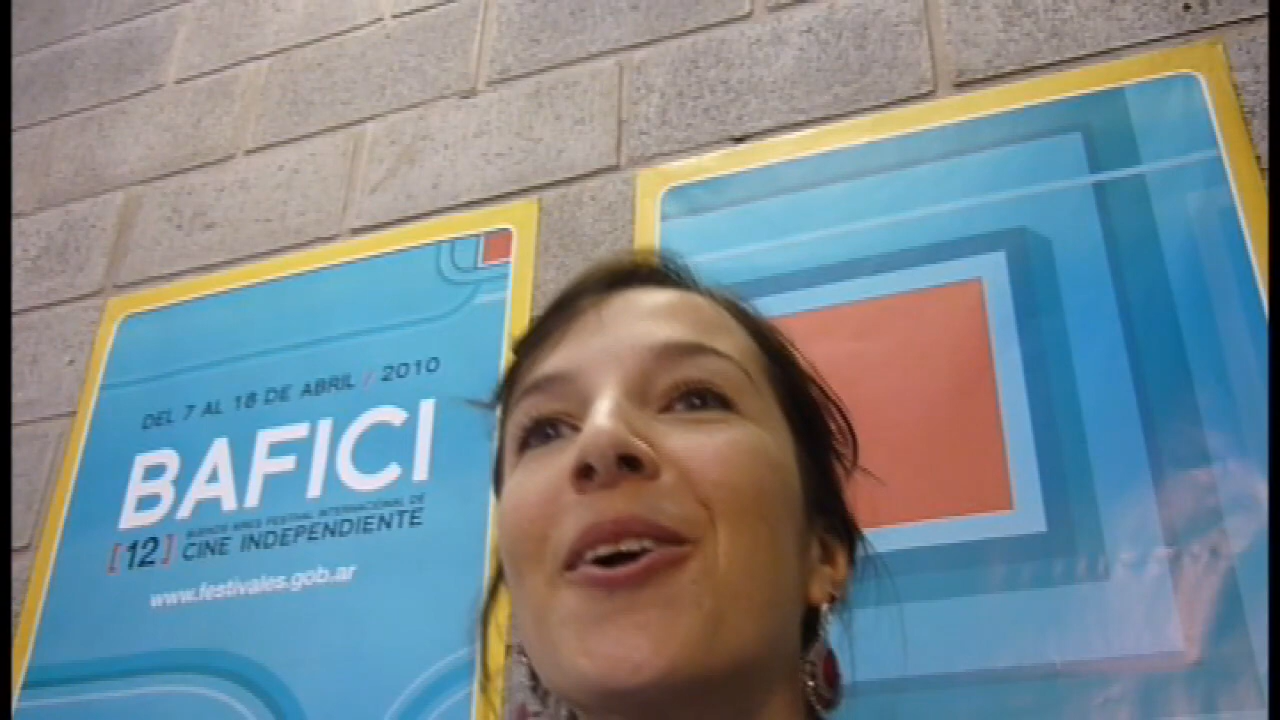 DEL 7 AL 18 DE ABRIL / 2010
BAFICI
BUENOS AIRES FESTIVAL INTERNACIONAL DE
[12] CINE INDEPENDIENTE
www.festivales.gob.ar